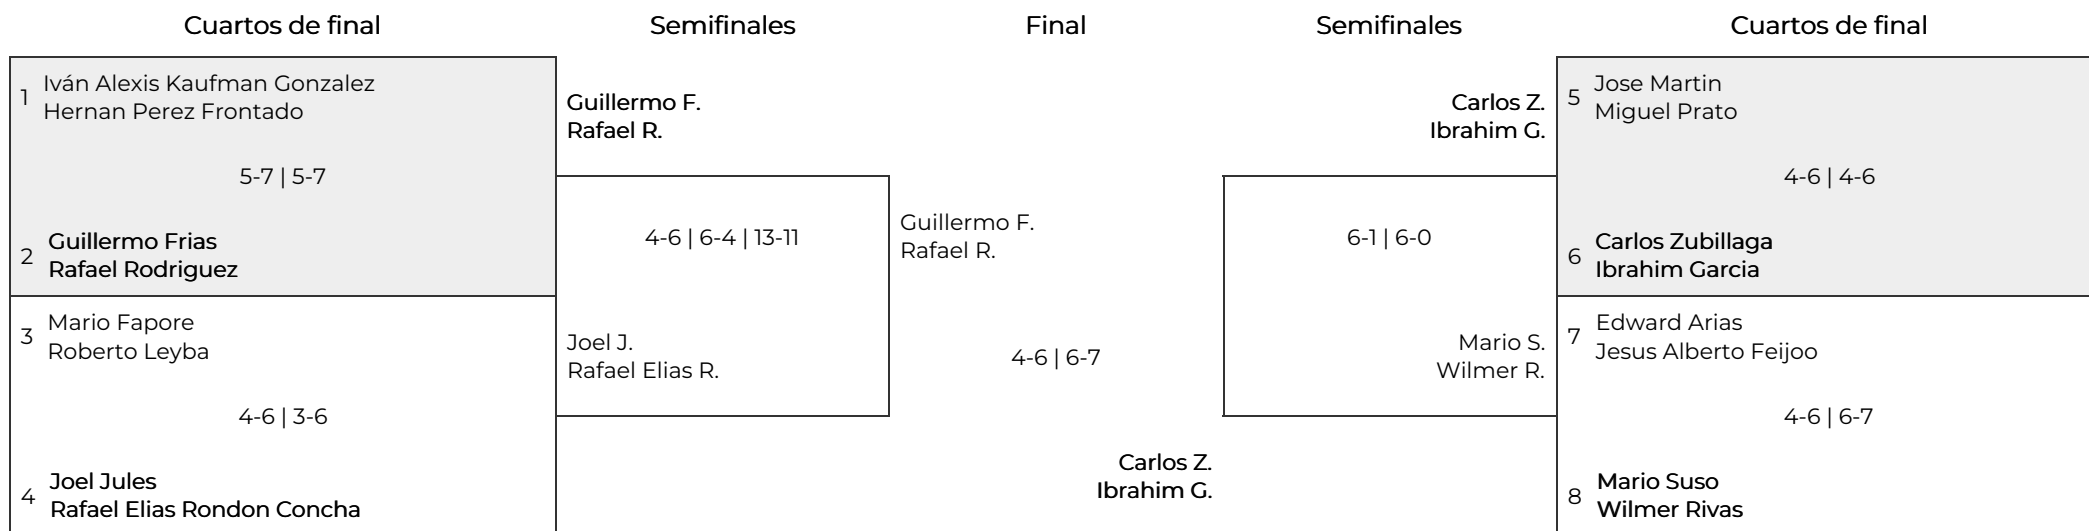 Cuartos de final
Semifinales
Final
Semifinales
Cuartos de final
1
Iván Alexis Kaufman Gonzalez
Hernan Perez Frontado
5-7 | 5-7
2
Guillermo Frias
Rafael Rodriguez
3
Mario Fapore
Roberto Leyba
4-6 | 3-6
4
Joel Jules
Rafael Elias Rondon Concha
Guillermo F.
Rafael R.
4-6 | 6-4 | 13-11
Joel J.
Rafael Elias R.
Guillermo F.
Rafael R.
4-6 | 6-7
Carlos Z.
Ibrahim G.
Carlos Z.
Ibrahim G.
6-1 | 6-0
Mario S.
Wilmer R.
5
Jose Martin
Miguel Prato
4-6 | 4-6
6
Carlos Zubillaga
Ibrahim Garcia
7
Edward Arias
Jesus Alberto Feijoo
4-6 | 6-7
8
Mario Suso
Wilmer Rivas